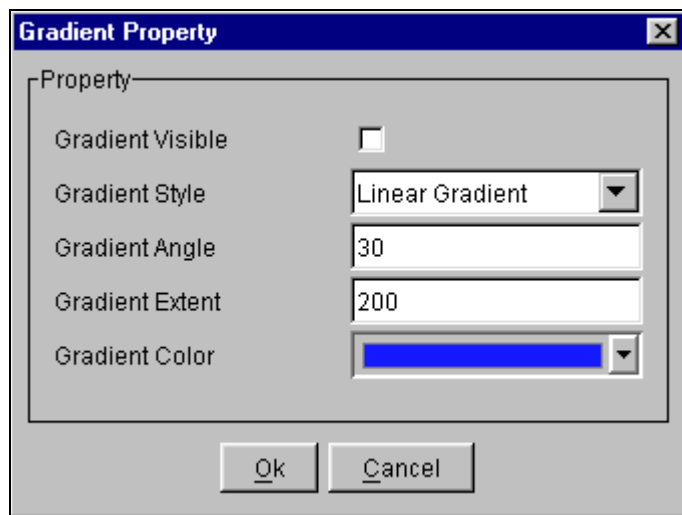 Gradient Property
Property
Gradient Visible
Gradient Style Linear Gradient
Gradient Angle 30
Gradient Extent 200
Gradient Color
Ok Cancel